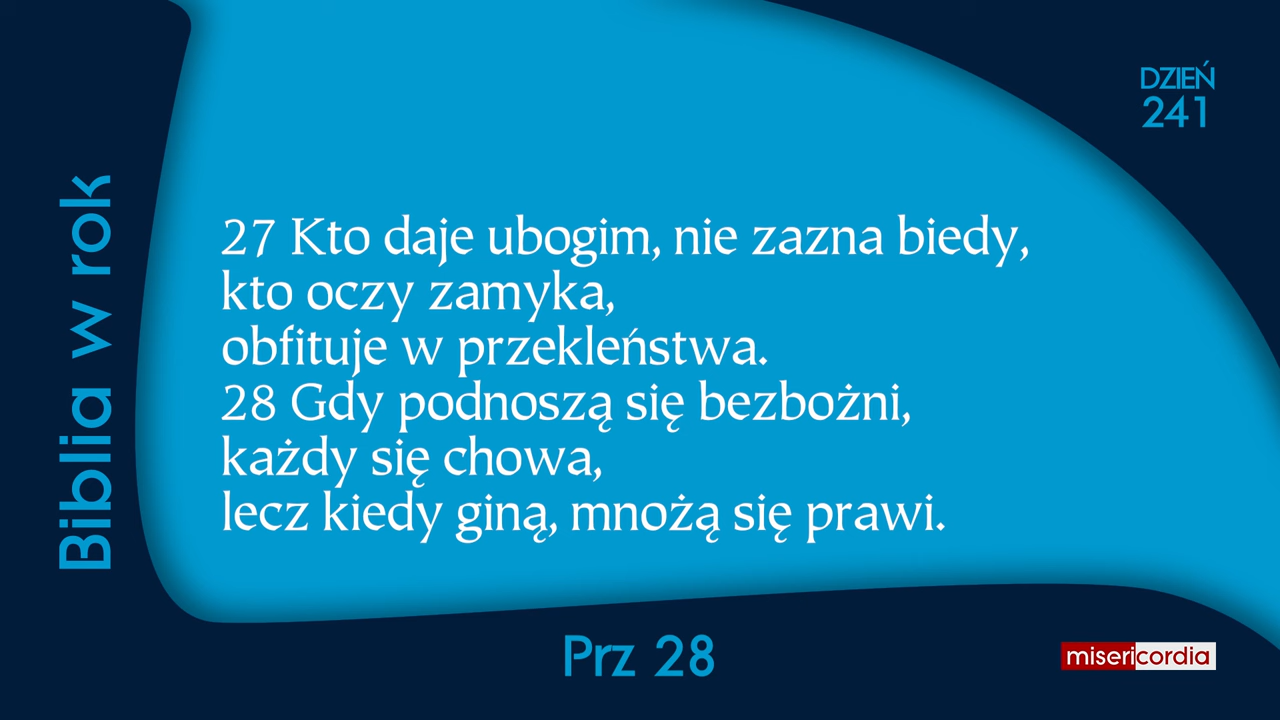 DZIEŃ
241
Biblia w rok
27 Kto daje ubogim, nie zazna biedy,
kto oczy zamyka,
obfituje w przekleństwa.
28 Gdy podnoszą się bezbożni,
każdy się chowa,
lecz kiedy giną, mnożą się prawi.
Prz 28
misericordia